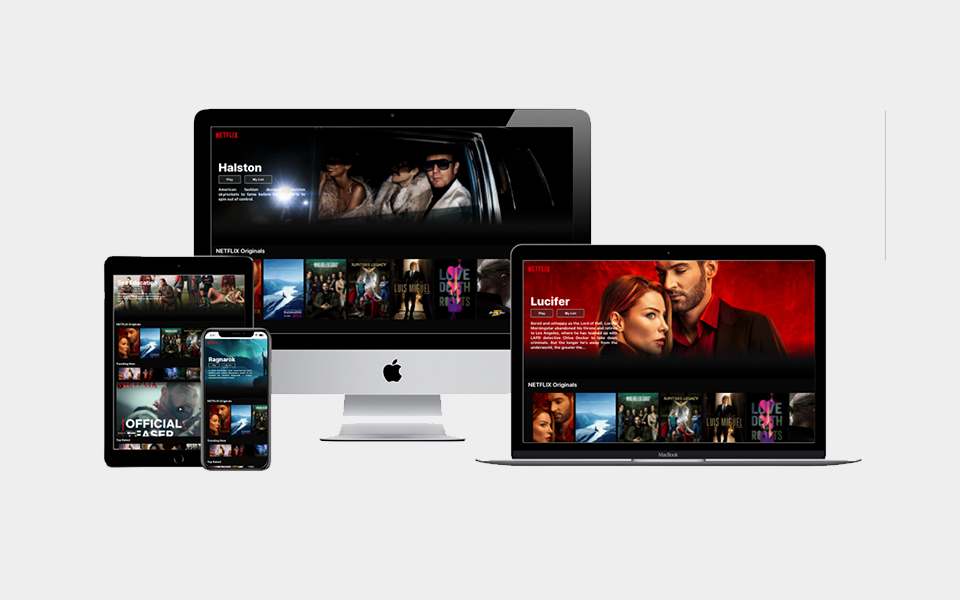 NETFLIX
Halston
Play
My List
American fashion
skyrockets to fame before
spin out of control.
NETFLIX Originals
JUPITER'S LEGACY
LUIS MIGUEL
LOVE
DEATH
ROBOTS
NETFLIX
Lucifer
Play
My List
Bored and unhappy as the Lord of Hell, Lucifer
Morningstar abandoned his throne and retired
to Los Angeles, where he has teamed up with
LAPD detective Chloe Decker to take down
criminals. But the longer he's away from the
underworld, the greater the...
NETFLIX Originals
JUPITER'S LEGACY
LUIS MIGUEL
LOVE
DEATH
ROBOTS
MacBook
Sex Education
NETFLIX Originals
Trending Now
OFFICIAL
TEASER
Top Rated
Ragnarok
NETFLIX Originals
Trending Now
Top Rated